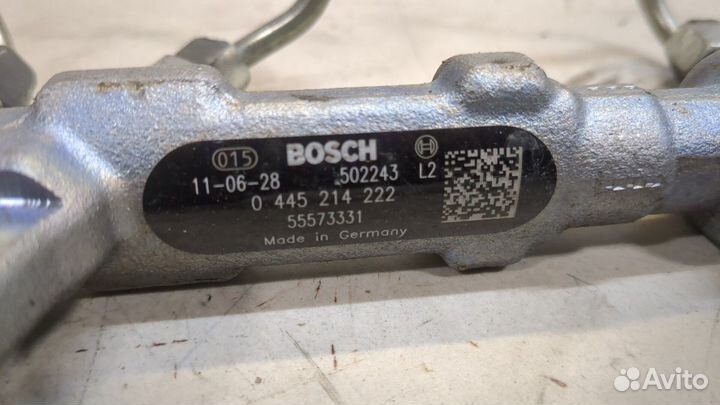 015 BOSCH
11-06-28 502243 L2
0 445 214 222
55573331
Made in Germany
Avito